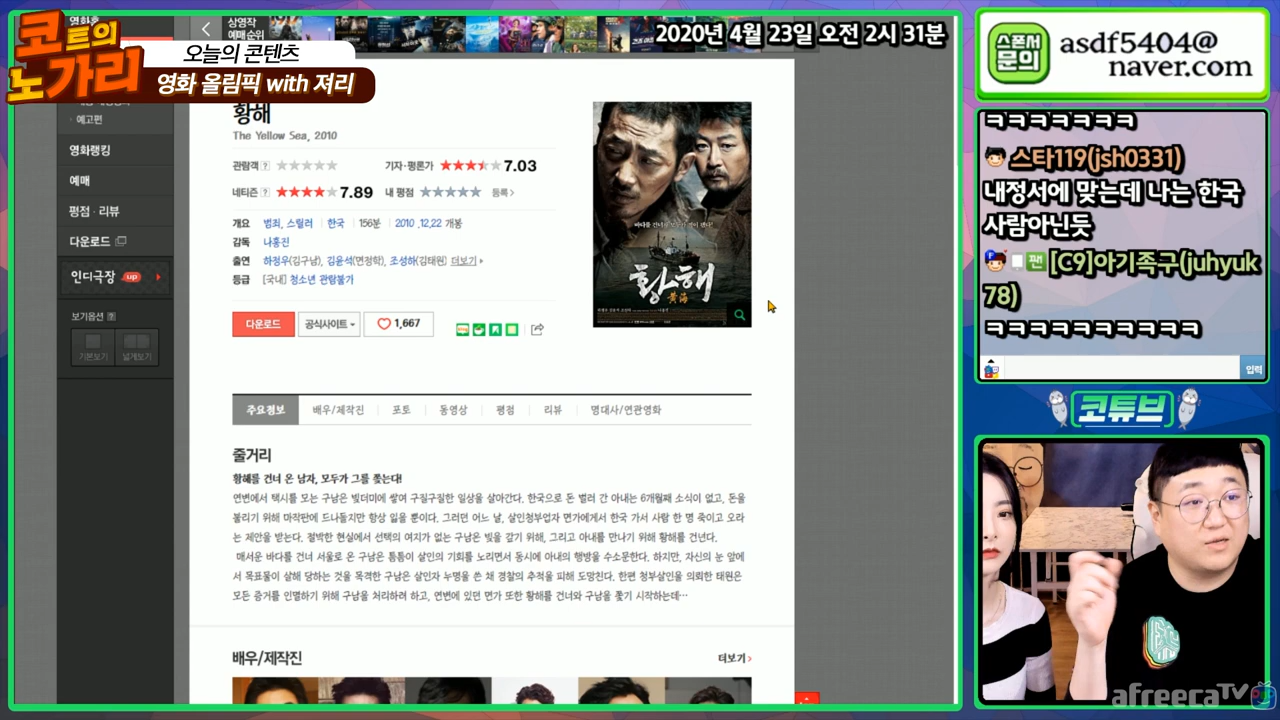 코트의
노가리
오늘의 콘텐츠
영화 올림픽 with 져리
상영작
예매순위
2020년 4월 23일 오전 2시 31분
예고편
영화랭킹
예매
평점 · 리뷰
다운로드
인디극장 up
보기옵션 ?
기본보기 넓게보기
황해
The Yellow Sea, 2010
관람객 ?
기자·평론가 7.03
네티즌 ? 7.89 내 평점 등록
개요 범죄, 스릴러 한국 156분 2010 .12.22 개봉
감독 나홍진
출연 하정우(김구남), 김윤석(면정학), 조성하(김태원) 더보기
등급 [국내] 청소년 관람불가
다운로드 공식사이트 1,667
황해
黃海
주요정보 배우/제작진 포토 동영상 평점 리뷰 명대사/연관영화
줄거리
황해를 건너 온 남자, 모두가 그를 쫓는다!
연변에서 택시를 모는 구남은 빚더미에 쌓여 구질구질한 일상을 살아간다. 한국으로 돈 벌러 간 아내는 6개월째 소식이 없고, 돈을
불리기 위해 마작판에 드나들지만 항상 잃을 뿐이다. 그러던 어느 날, 살인청부업자 면가에게서 한국 가서 사람 한 명 죽이고 오라
는 제안을 받는다. 절박한 현실에서 선택의 여지가 없는 구남은 빚을 갚기 위해, 그리고 아내를 만나기 위해 황해를 건넌다.
매서운 바다를 건너 서울로 온 구남은 틈틈이 살인의 기회를 노리면서 동시에 아내의 행방을 수소문한다. 하지만, 자신의 눈 앞에
서 목표물이 살해 당하는 것을 목격한 구남은 살인자 누명을 쓴 채 경찰의 추적을 피해 도망친다. 한편 청부살인을 의뢰한 태원은
모든 증거를 인멸하기 위해 구남을 처리하려 하고, 연변에 있던 면가 또한 황해를 건너와 구남을 쫓기 시작하는데…
배우/제작진
더보기
스폰서
문의
asdf5404@
naver.com
ㅋㅋㅋㅋㅋㅋㅋ
스타119(jsh0331)
내정서에 맞는데 나는 한국
사람아닌듯
팬 [C9]아기족구(juhyuk
78)
ㅋㅋㅋㅋㅋㅋㅋㅋㅋㅋ
입력
코튜브
afreecaTV